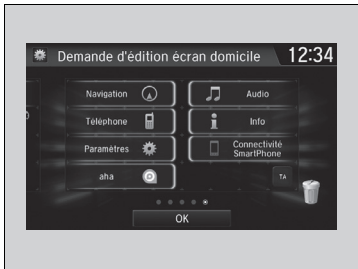 Demande d'édition écran domicile 12:34
Navigation
Audio
Téléphone
Info
Paramètres
Connectivité
SmartPhone
aha
TA
OK